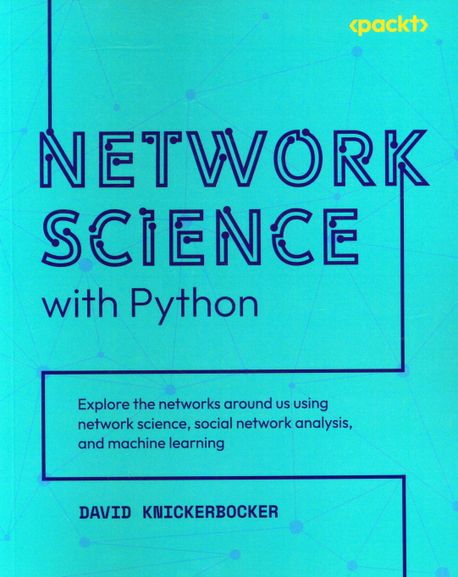 <packt>
NETWORK
SCIENCE
with Python
Explore the networks around us using
network science, social network analysis,
and machine learning
DAVID KNICKERBOCKER